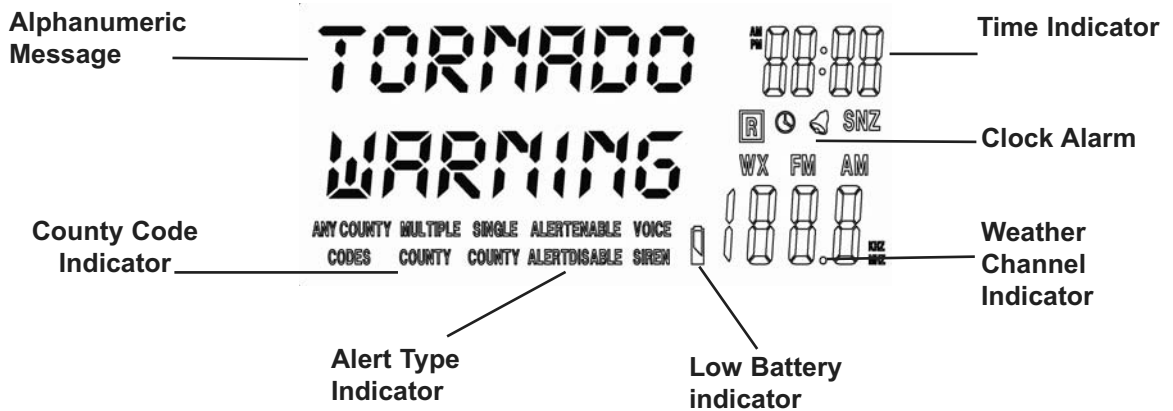 Alphanumeric
Message
TORNADO
WARNING
AM
PM
88:88
Time Indicator
R SNZ
Clock Alarm
WX FM AM
188.8
KHZ
MHZ
Weather
Channel
Indicator
ANY COUNTY MULTIPLE SINGLE ALERTENABLE VOICE
CODES COUNTY COUNTY ALERTDISABLE SIREN
County Code
Indicator
Alert Type
Indicator
Low Battery
indicator